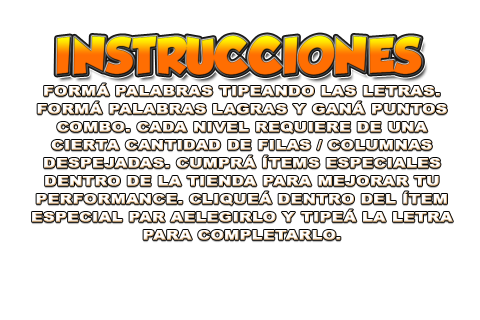 INSTRUCCIONES
FORMÁ PALABRAS TIPEANDO LAS LETRAS.
FORMÁ PALABRAS LAGRAS Y GANÁ PUNTOS
COMBO. CADA NIVEL REQUIERE DE UNA
CIERTA CANTIDAD DE FILAS / COLUMNAS
DESPEJADAS. CUMPRÁ ÍTEMS ESPECIALES
DENTRO DE LA TIENDA PARA MEJORAR TU
PERFORMANCE. CLIQUEÁ DENTRO DEL ÍTEM
ESPECIAL PAR AELEGIRLO Y TIPEÁ LA LETRA
PARA COMPLETARLO.